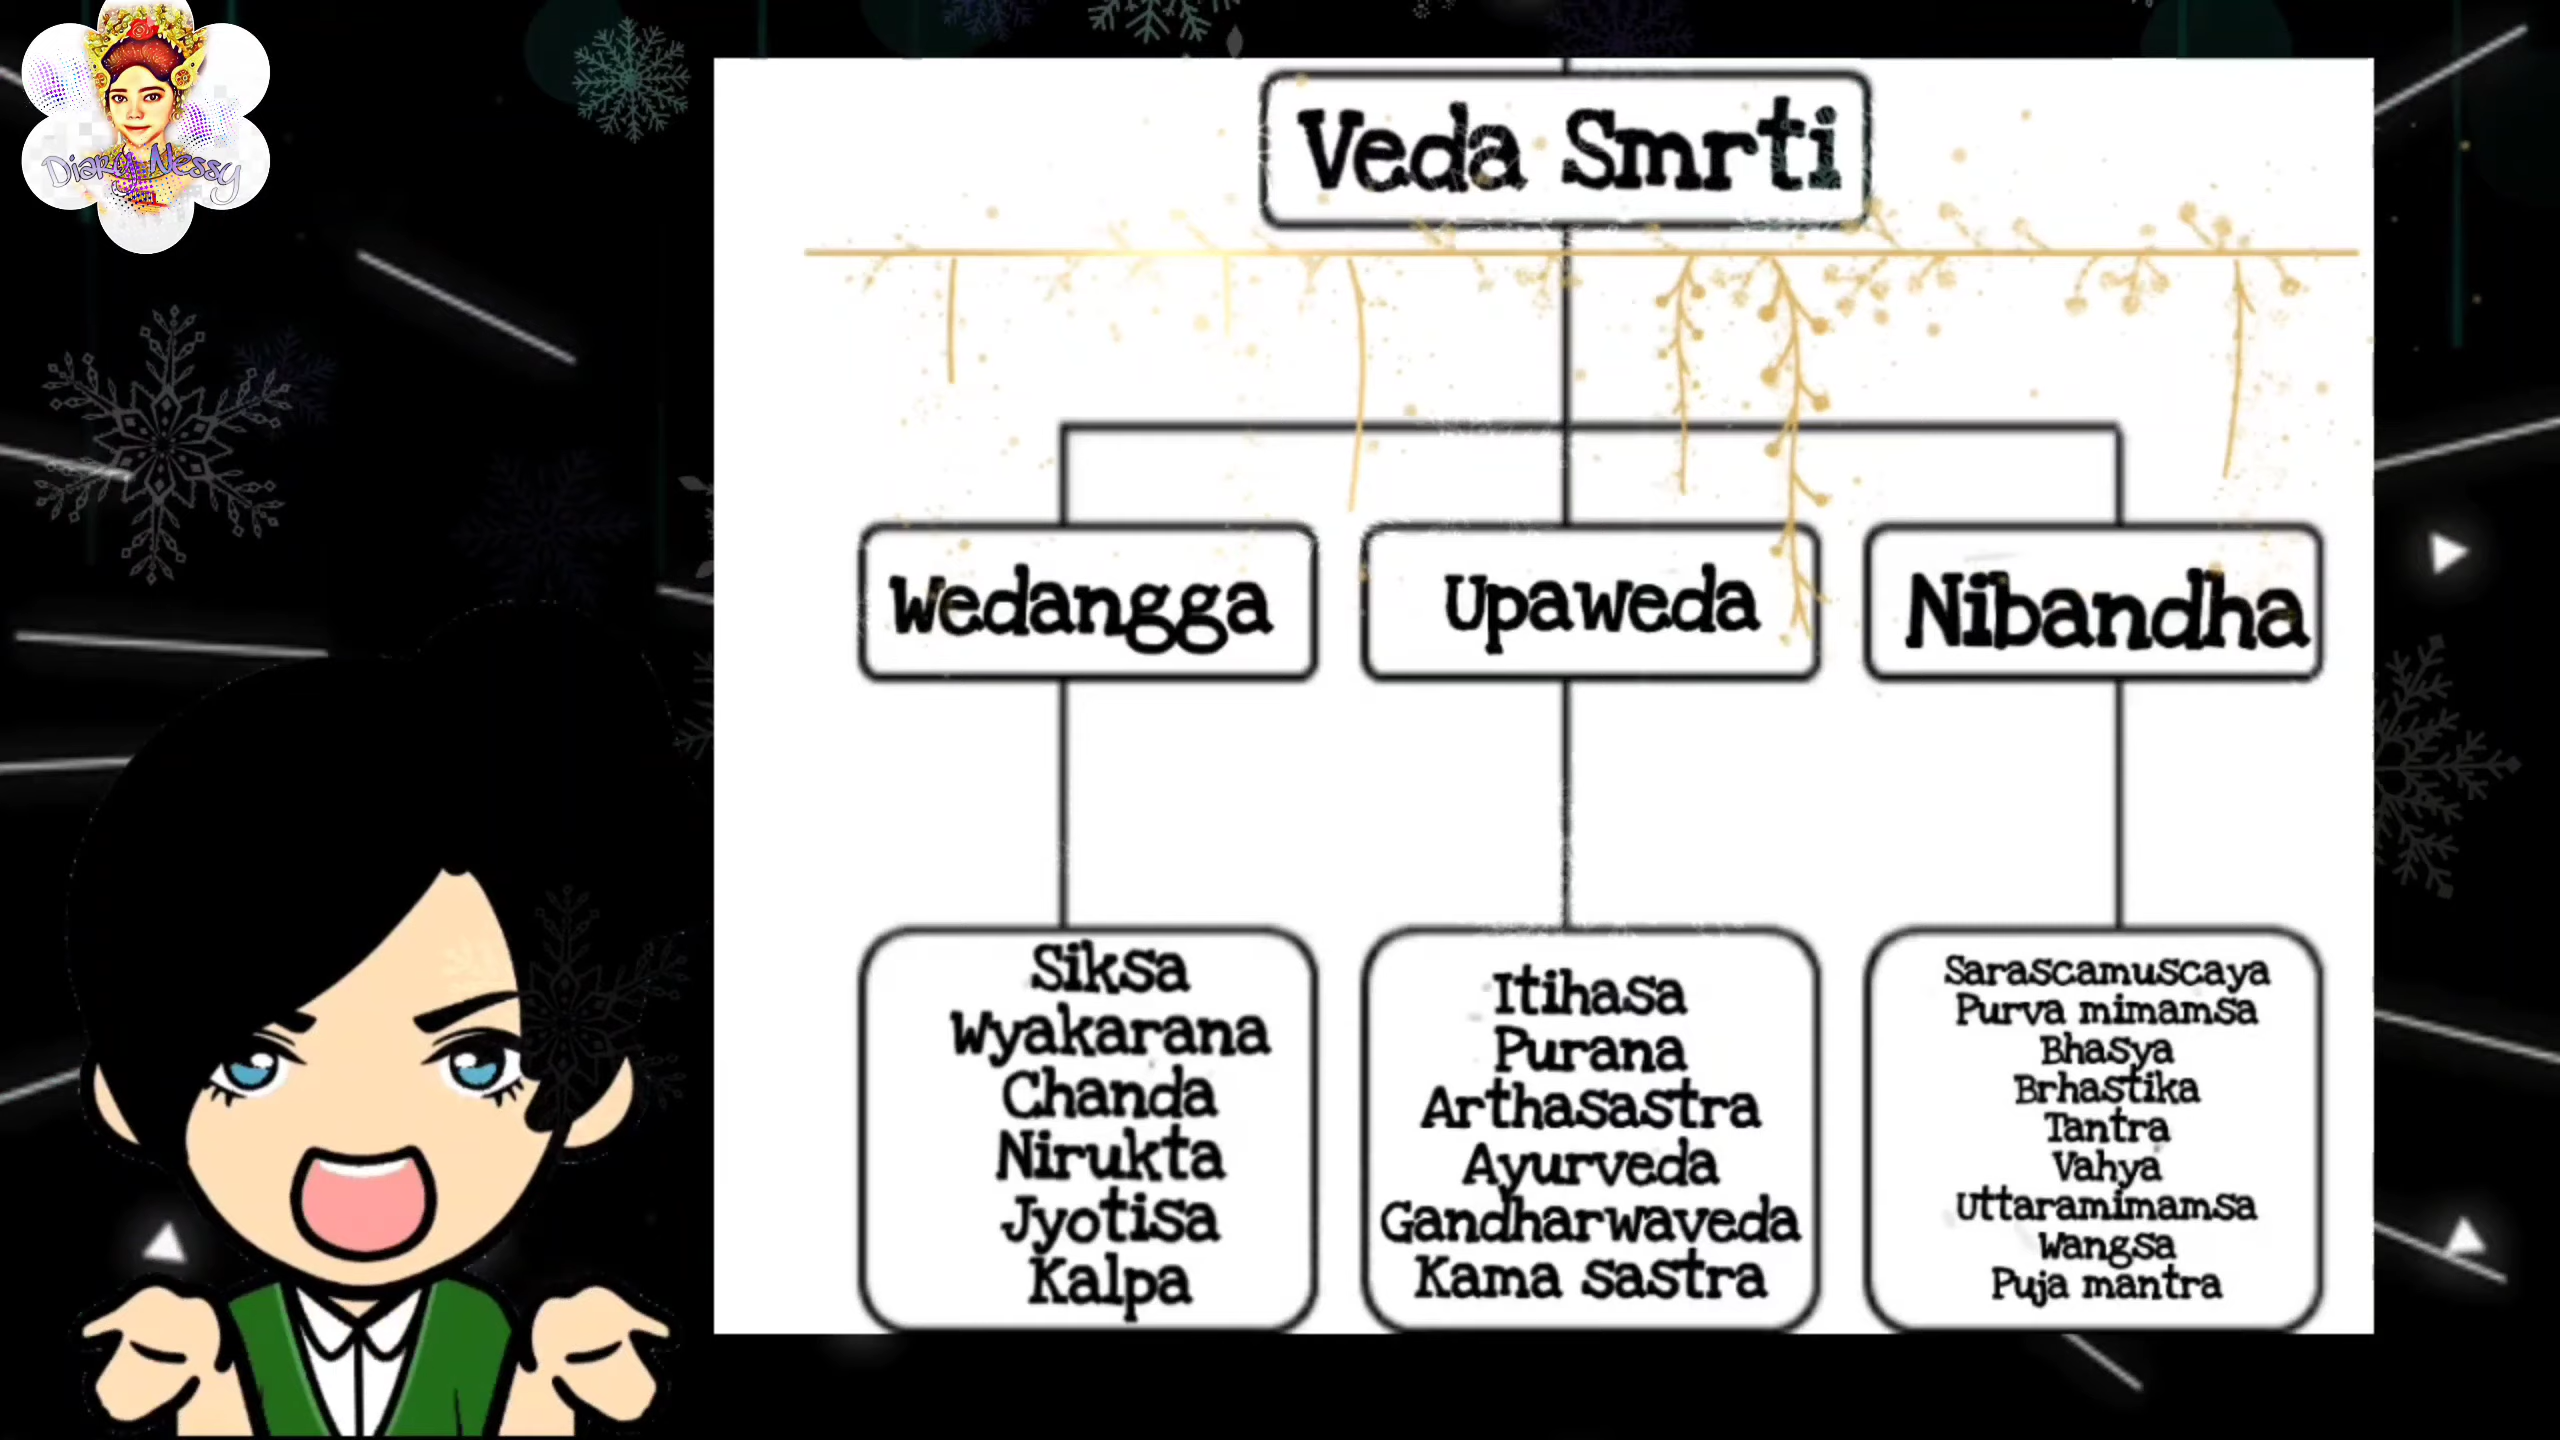 Diary Nessy
Veda Smrti
Wedangga
Upaweda
Nibandha
Siksa
Wyakarana
Chanda
Nirukta
Jyotisa
Kalpa
Itihasa
Purana
Arthasastra
Ayurveda
Gandharwaveda
Kama sastra
Sarascamuscaya
Purva mimamsa
Bhasya
Brhastika
Tantra
Vahya
Uttaramimamsa
Wangsa
Puja mantra